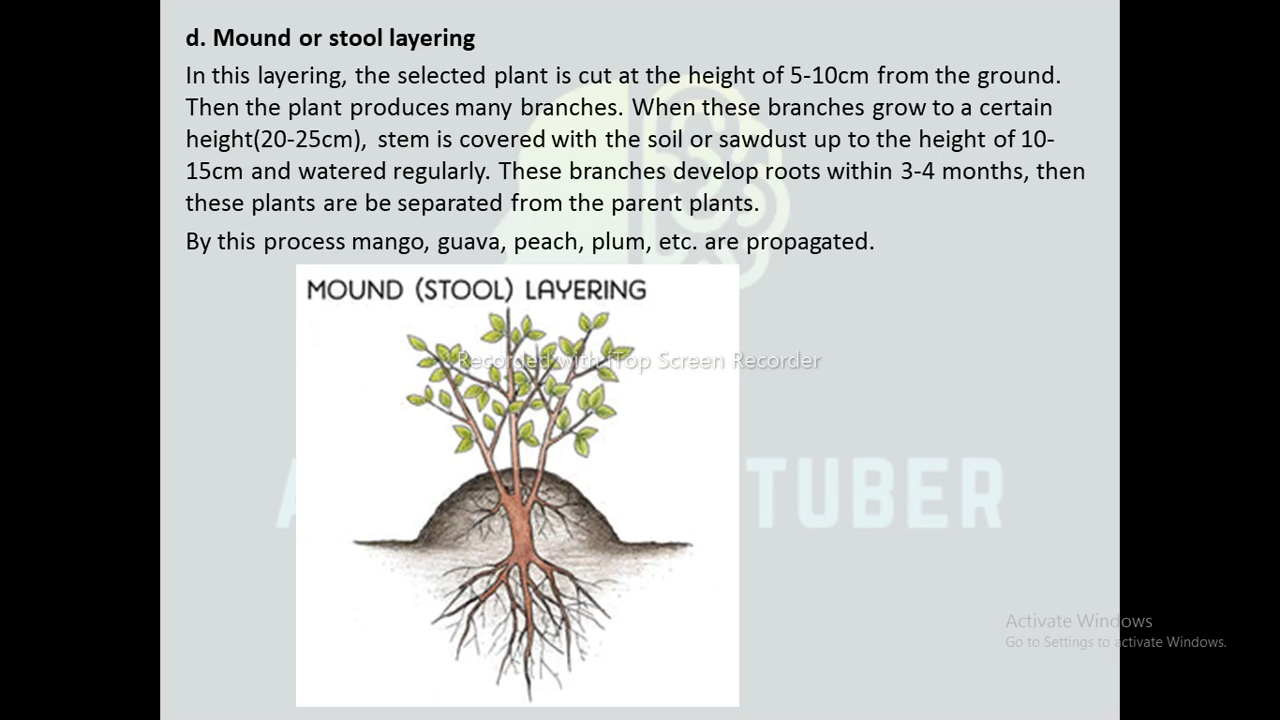 d. Mound or stool layering
In this layering, the selected plant is cut at the height of 5-10cm from the ground.
Then the plant produces many branches. When these branches grow to a certain
height(20-25cm), stem is covered with the soil or sawdust up to the height of 10-
15cm and watered regularly. These branches develop roots within 3-4 months, then
these plants are be separated from the parent plants.
By this process mango, guava, peach, plum, etc. are propagated.
MOUND (STOOL) LAYERING
Recorded with iTop Screen Recorder
TUBER
Activate Windows
Go to Settings to activate Windows.